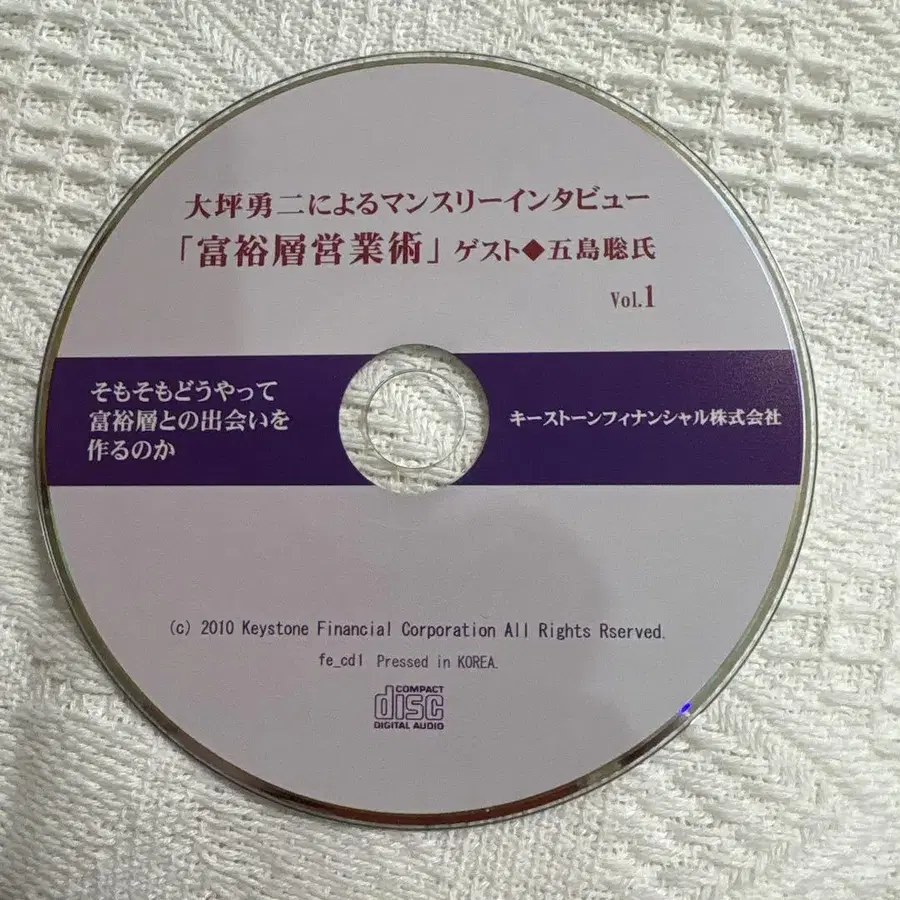 大坪勇二によるマンスリーインタビュー
「富裕層営業術」ゲスト◆五島聡氏
Vol.1
そもそもどうやって
富裕層との出会いを
作るのか
キーストーンフィナンシャル株式会社
(c) 2010 Keystone Financial Corporation All Rights Rserved.
fe_cd1 Pressed in KOREA.
COMPACT
disc
DIGITAL AUDIO